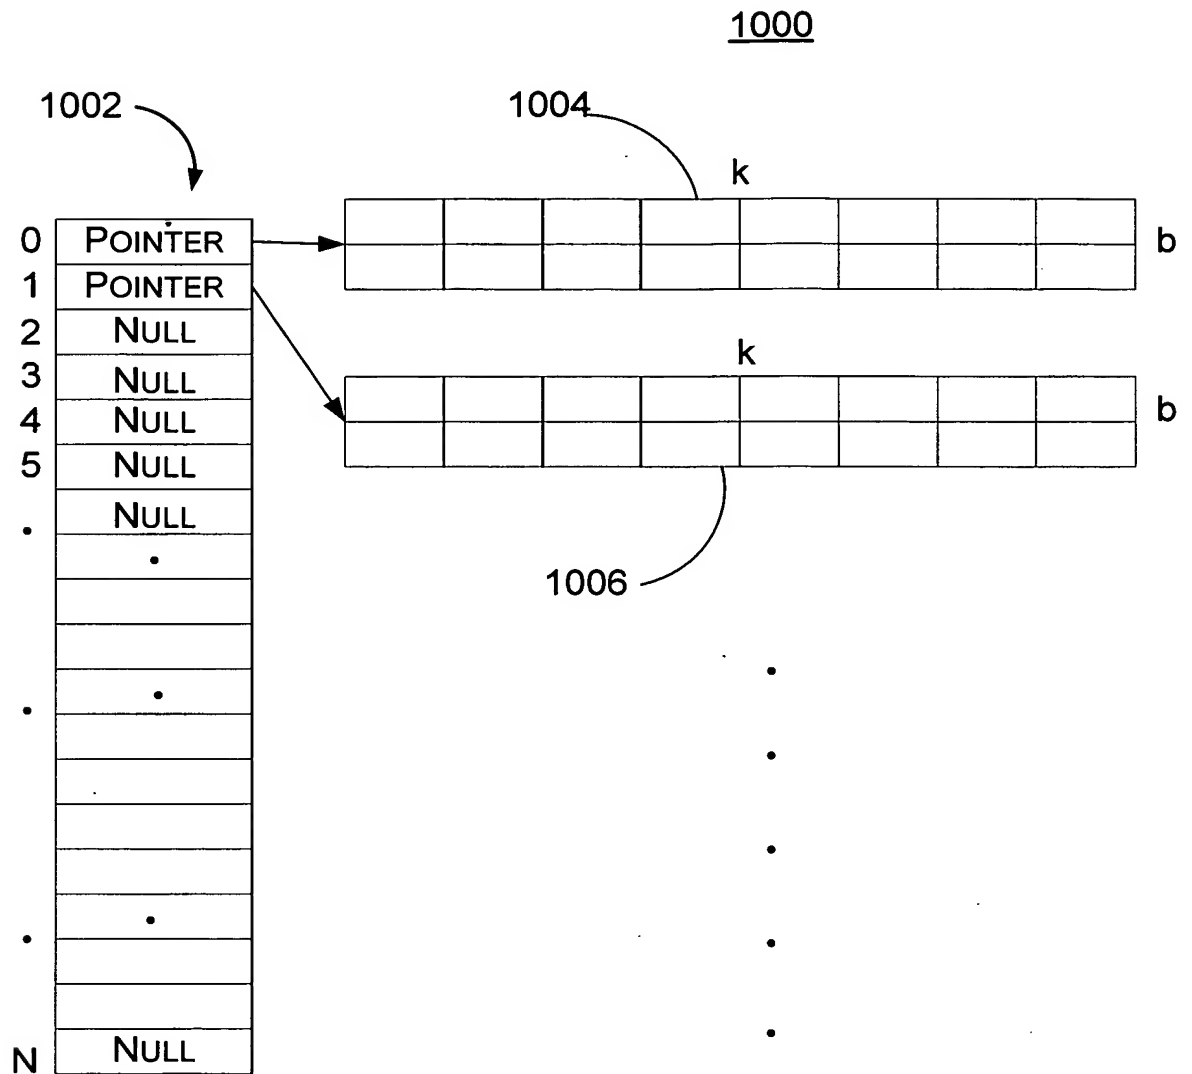 1000
1002
1004
k
0 POINTER
b
1 POINTER
2 NULL
k
3 NULL
4 NULL
b
5 NULL
NULL
1006
N NULL